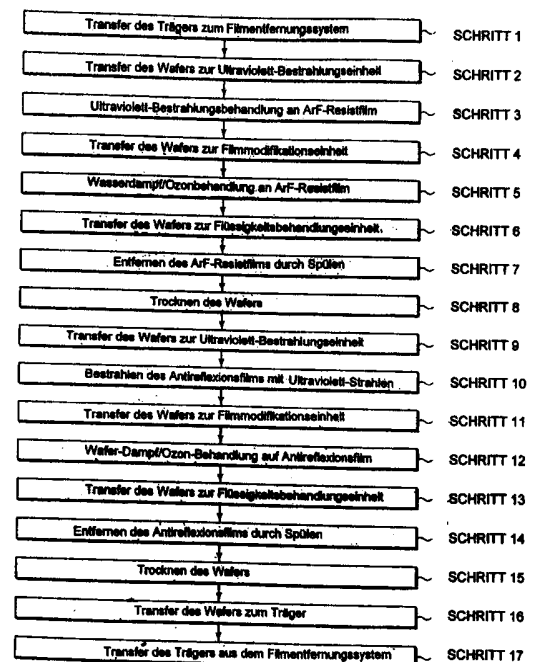 Transfer des Trägers zum Filmentfernungssystem SCHRITT 1
Transfer des Wafers zur Ultraviolett-Bestrahlungseinheit SCHRITT 2
Ultraviolett-Bestrahlungsbehandlung an ArF-Resistfilm SCHRITT 3
Transfer des Wafers zur Filmmodifikationseinheit SCHRITT 4
Wasserdampf/Ozonbehandlung an ArF-Resistfilm SCHRITT 5
Transfer des Wafers zur Flüssigkeitsbehandlungseinheit. SCHRITT 6
Entfernen des ArF-Resistfilms durch Spülen SCHRITT 7
Trocknen des Wafers SCHRITT 8
Transfer des Wafers zur Ultraviolett-Bestrahlungseinheit SCHRITT 9
Bestrahlen des Antireflexionsfilms mit Ultraviolett-Strahlen SCHRITT 10
Transfer des Wafers zur Filmmodifikationseinheit SCHRITT 11
Wafer-Dampf/Ozon-Behandlung auf Antireflexionsfilm SCHRITT 12
Transfer des Wafers zur Flüssigkeitsbehandlungseinheit SCHRITT 13
Entfernen des Antireflexionsfilms durch Spülen SCHRITT 14
Trocknen des Wafers SCHRITT 15
Transfer des Wafers zum Träger SCHRITT 16
Transfer des Trägers aus dem Filmentfernungssystem SCHRITT 17